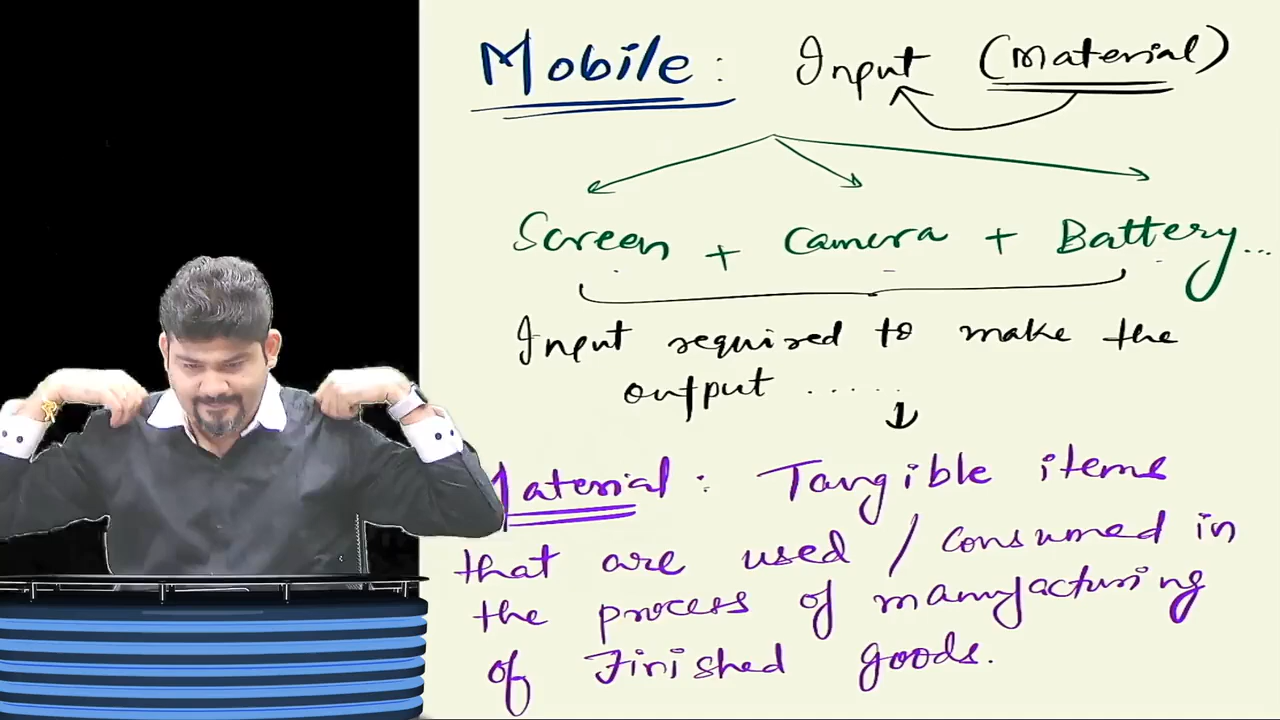 Mobile: Input (Material)
Screen + Camera + Battery...
Input required to make the
output .....
Material: Tangible items
that are used / consumed in
the process of manufacturing
of Finished goods.